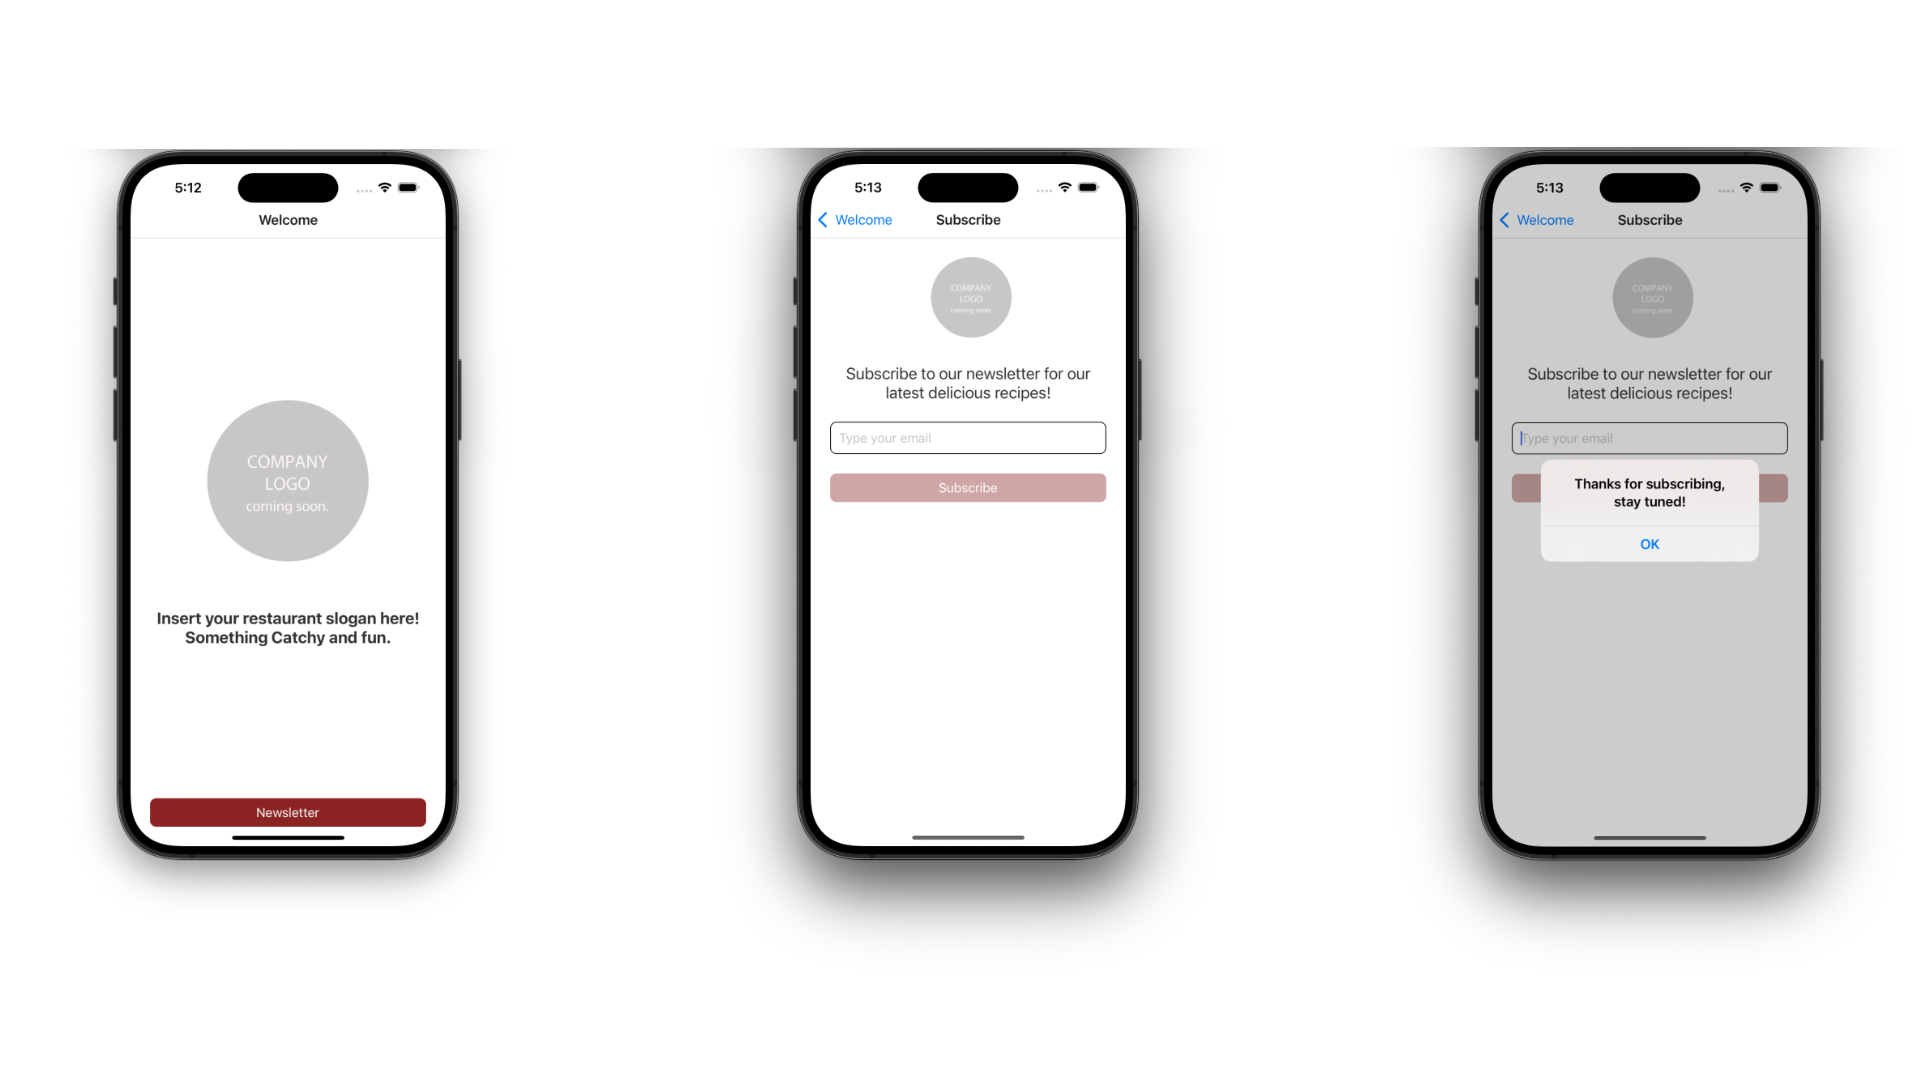 5:12
Welcome
COMPANY
LOGO
coming soon.
Insert your restaurant slogan here!
Something Catchy and fun.
Newsletter
5:13
Welcome Subscribe
COMPANY
LOGO
coming soon.
Subscribe to our newsletter for our
latest delicious recipes!
Type your email
Subscribe
5:13
Welcome Subscribe
COMPANY
LOGO
coming soon.
Subscribe to our newsletter for our
latest delicious recipes!
Type your email
Thanks for subscribing,
stay tuned!
OK